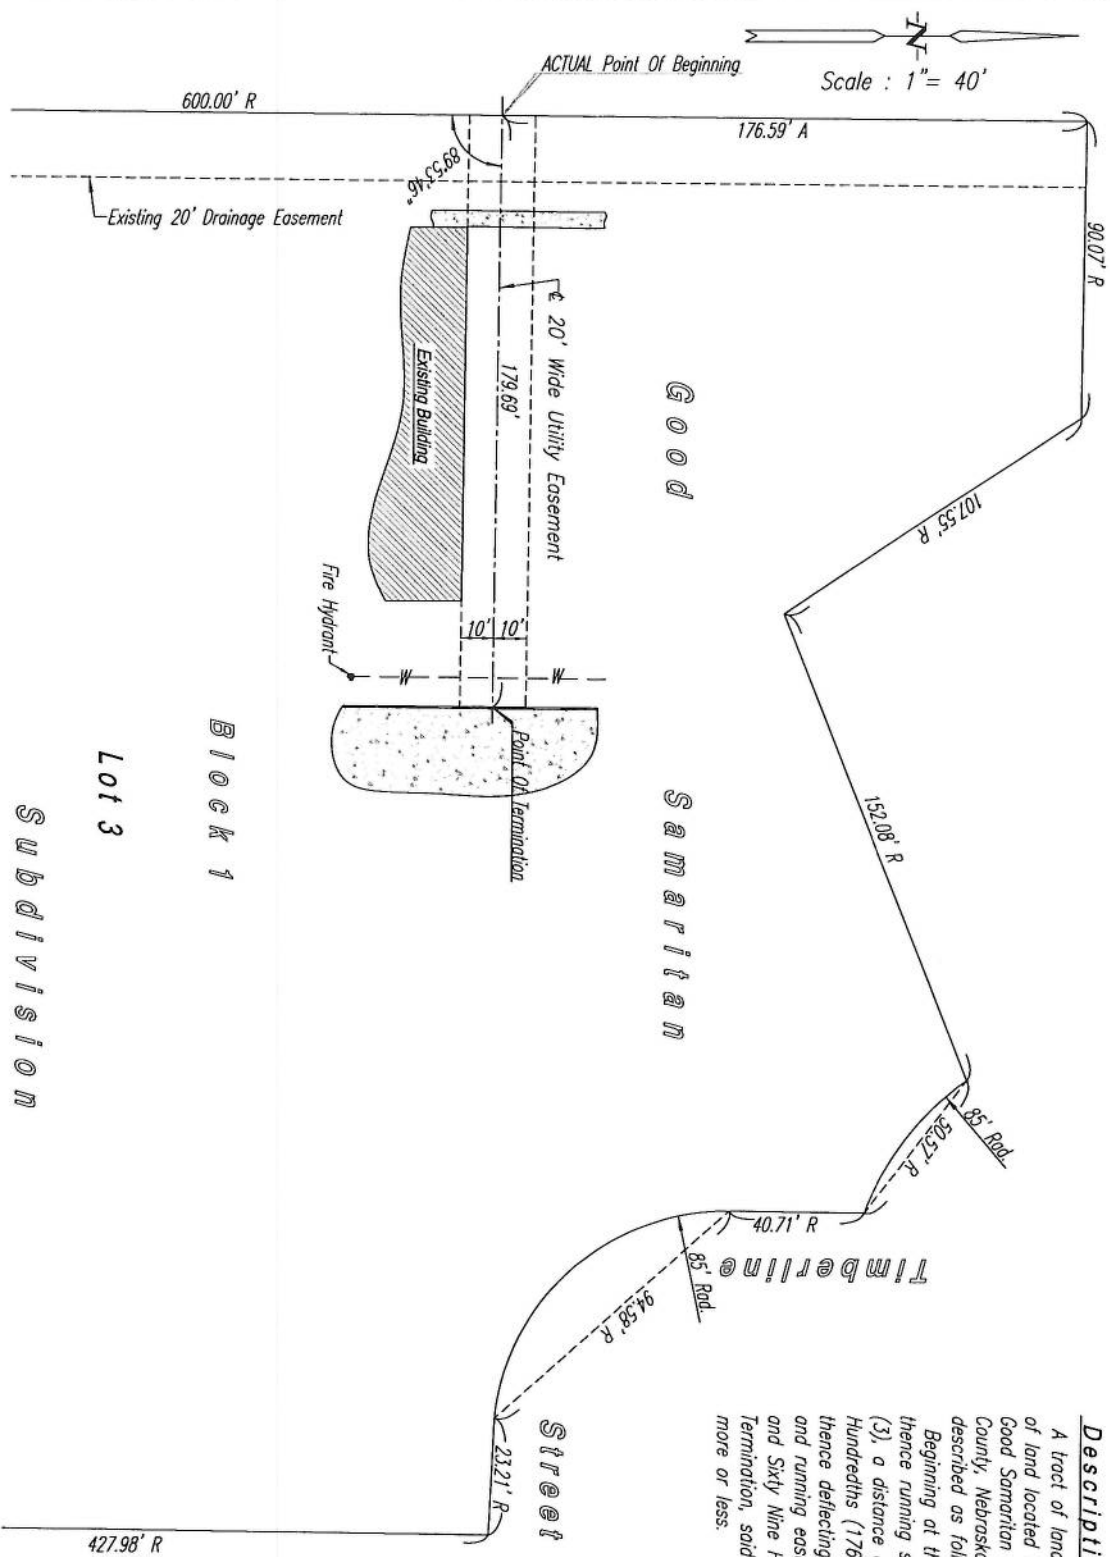 N
Scale : 1"= 40'
ACTUAL Point Of Beginning
600.00' R
176.59' A
89°53'46"
Existing 20' Drainage Easement
90.07' R
℄ 20' Wide Utility Easement
179.69'
Existing Building
107.55' R
10'
10'
Fire Hydrant
W
W
Point Of Termination
152.08' R
Good
Samaritan
Subdivision
Block 1
Lot 3
85' Rad.
50.57' R
40.71' R
Timberline
85' Rad.
94.58' R
Street
23.21' R
427.98' R
Descripti
A tract of land
of land located
Good Samaritan
County, Nebraska
described as foll
Beginning at th
thence running s
(3), a distance
Hundredths (176
thence deflecting
and running eas
and Sixty Nine H
Termination, said
more or less.